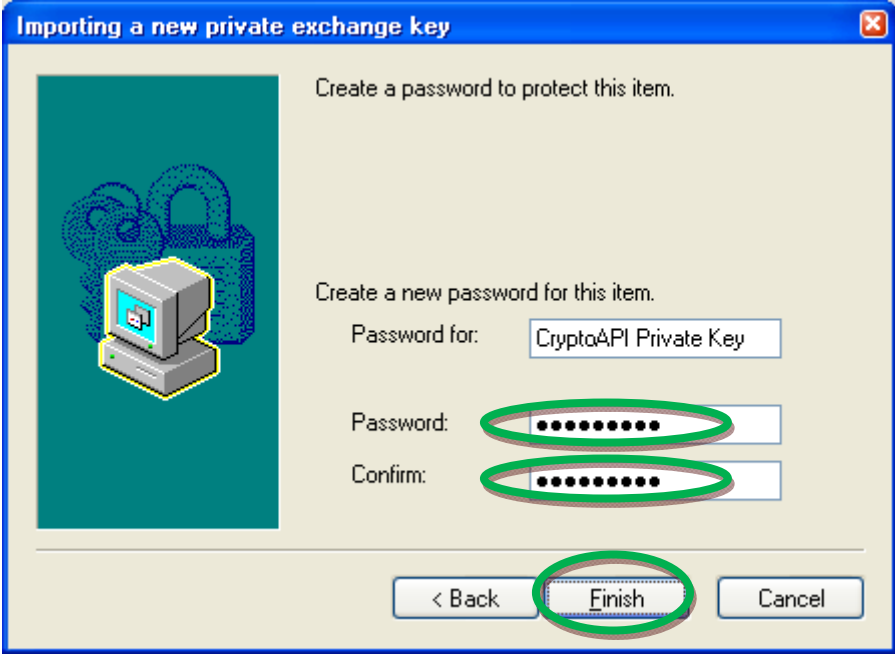 Importing a new private exchange key
Create a password to protect this item.
Create a new password for this item.
Password for: CryptoAPI Private Key
Password: ●●●●●●●●●
Confirm: ●●●●●●●●●
< Back Finish Cancel